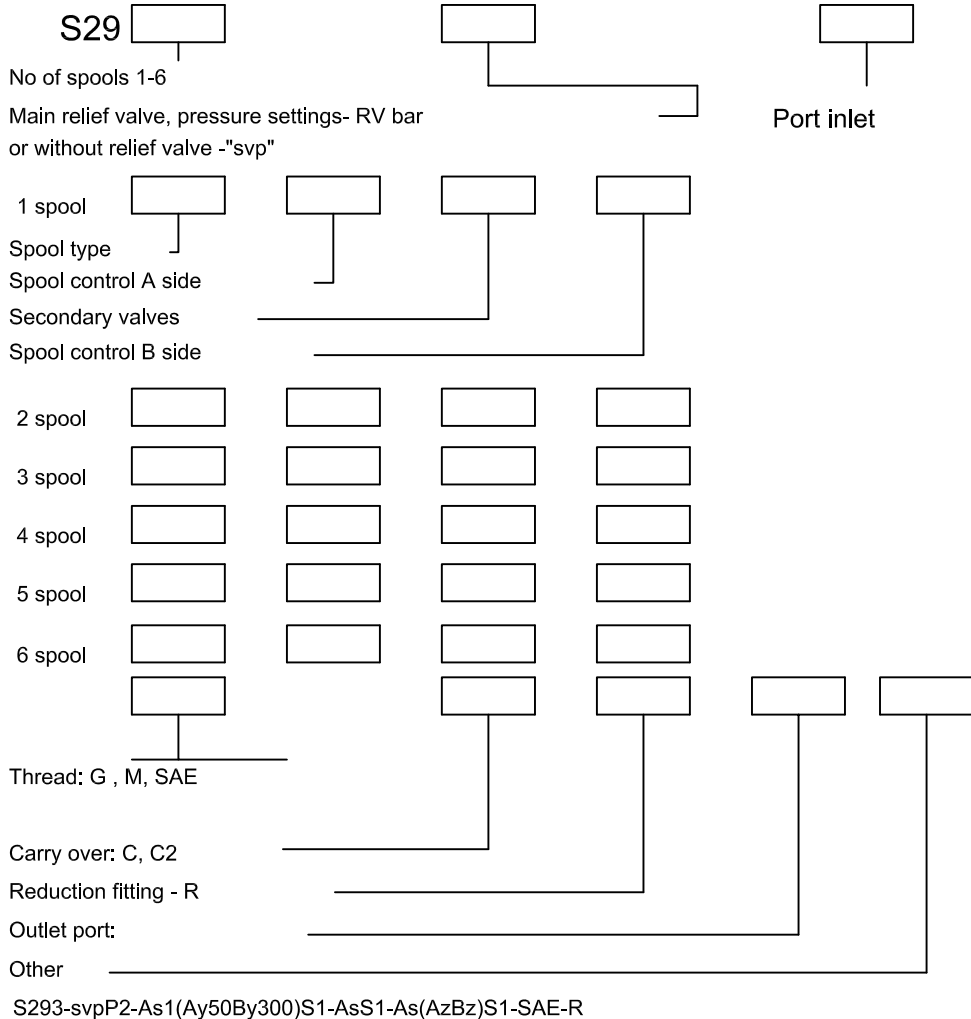 S29
No of spools 1-6
Main relief valve, pressure settings- RV bar
or without relief valve -"svp"
Port inlet
1 spool
Spool type
Spool control A side
Secondary valves
Spool control B side
2 spool
3 spool
4 spool
5 spool
6 spool
Thread: G , M, SAE
Carry over: C, C2
Reduction fitting - R
Outlet port:
Other
S293-svpP2-As1(Ay50By300)S1-AsS1-As(AzBz)S1-SAE-R